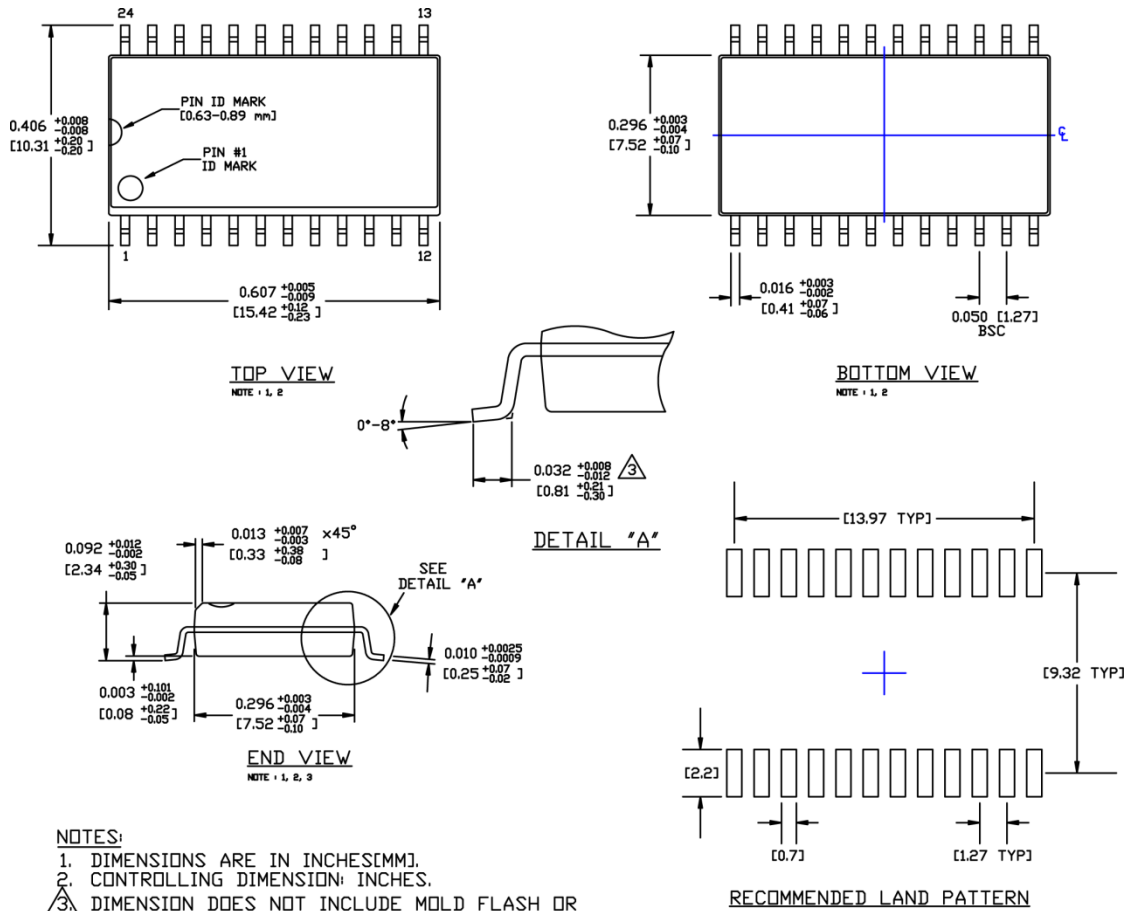 24
13
PIN ID MARK
[0.63-0.89 mm]
PIN #1
ID MARK
0.406 +0.008 -0.008
[10.31 +0.20 -0.20 ]
1
12
0.607 +0.005 -0.009
[15.42 +0.12 -0.23 ]
TOP VIEW
NOTE : 1, 2
0.296 +0.003 -0.004
[7.52 +0.07 -0.10 ]
℄
0.016 +0.003 -0.002
[0.41 +0.07 -0.06 ]
0.050 [1.27]
BSC
BOTTOM VIEW
NOTE : 1, 2
0°-8°
0.032 +0.008 -0.012
3
[0.81 +0.21 -0.30 ]
DETAIL "A"
0.092 +0.012 -0.002
[2.34 +0.30 -0.05 ]
0.013 +0.007 -0.003 x45°
[0.33 +0.38 -0.08 ]
SEE
DETAIL "A"
0.010 +0.0025 -0.0009
[0.25 +0.07 -0.02 ]
0.003 +0.101 -0.002
[0.08 +0.22 -0.05 ]
0.296 +0.003 -0.004
[7.52 +0.07 -0.10 ]
END VIEW
NOTE : 1, 2, 3
[13.97 TYP]
[9.32 TYP]
[2.2]
[0.7]
[1.27 TYP]
RECOMMENDED LAND PATTERN
NOTES:
1. DIMENSIONS ARE IN INCHES[MM].
2. CONTROLLING DIMENSION: INCHES.
3. DIMENSION DOES NOT INCLUDE MOLD FLASH OR